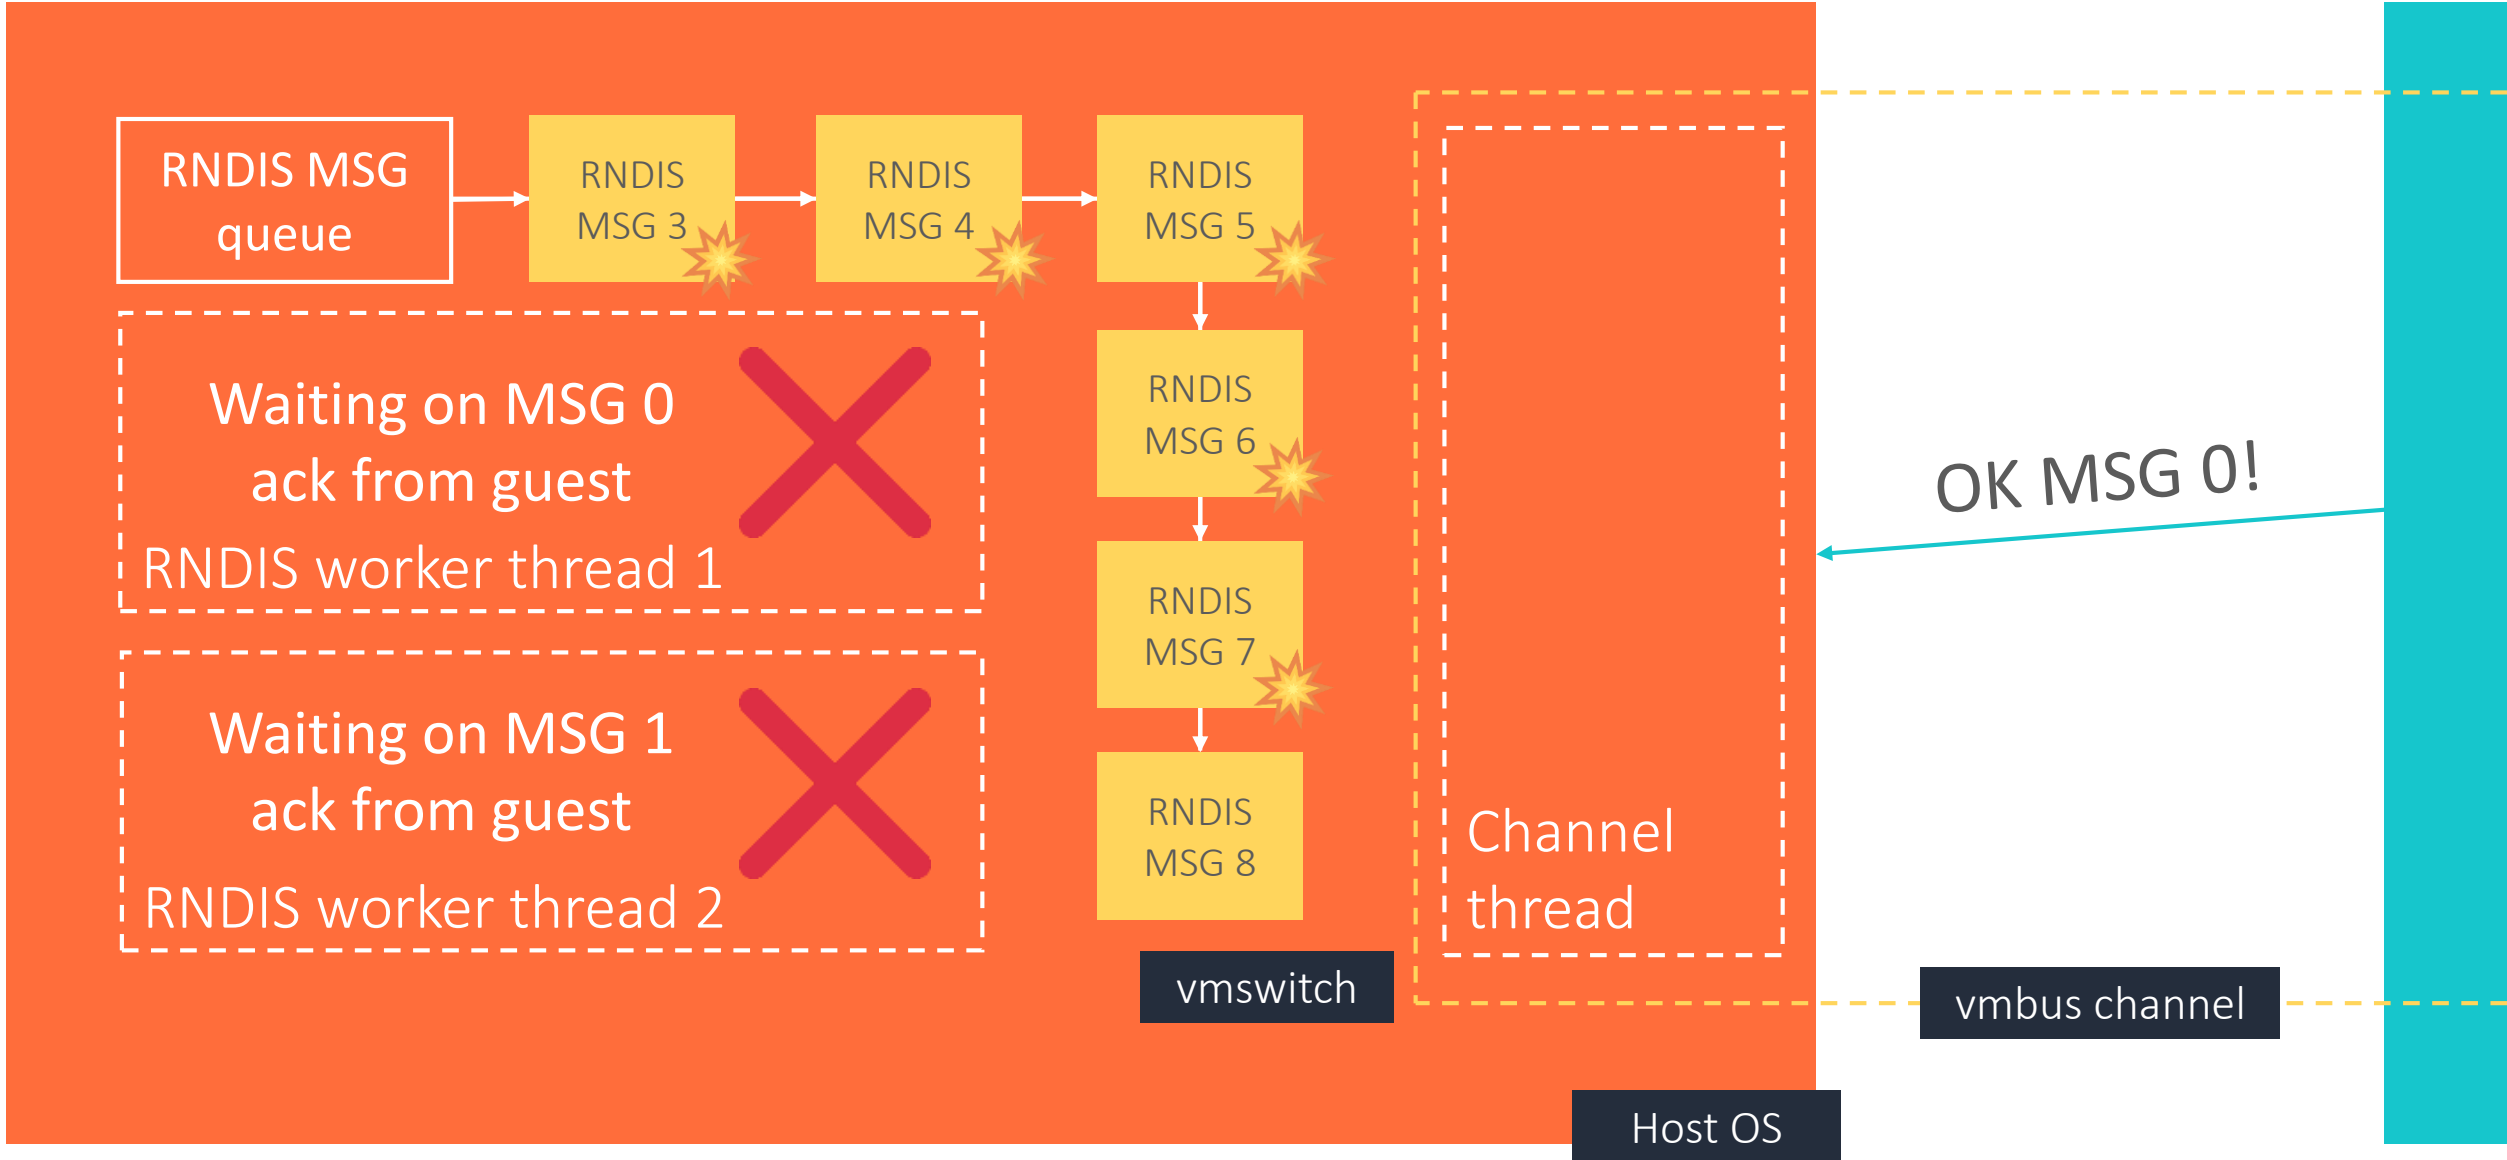 RNDIS MSG
queue
RNDIS
MSG 3
RNDIS
MSG 4
RNDIS
MSG 5
Waiting on MSG 0
ack from guest
RNDIS worker thread 1
RNDIS
MSG 6
OK MSG 0!
RNDIS
MSG 7
Waiting on MSG 1
ack from guest
RNDIS worker thread 2
RNDIS
MSG 8
Channel
thread
vmswitch
vmbus channel
Host OS